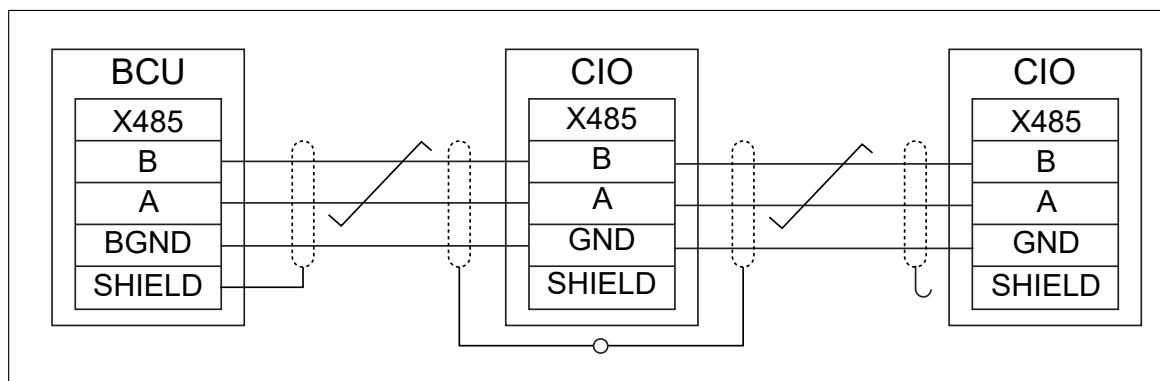 BCU
X485
B
A
BGND
SHIELD
CIO
X485
B
A
GND
SHIELD
CIO
X485
B
A
GND
SHIELD